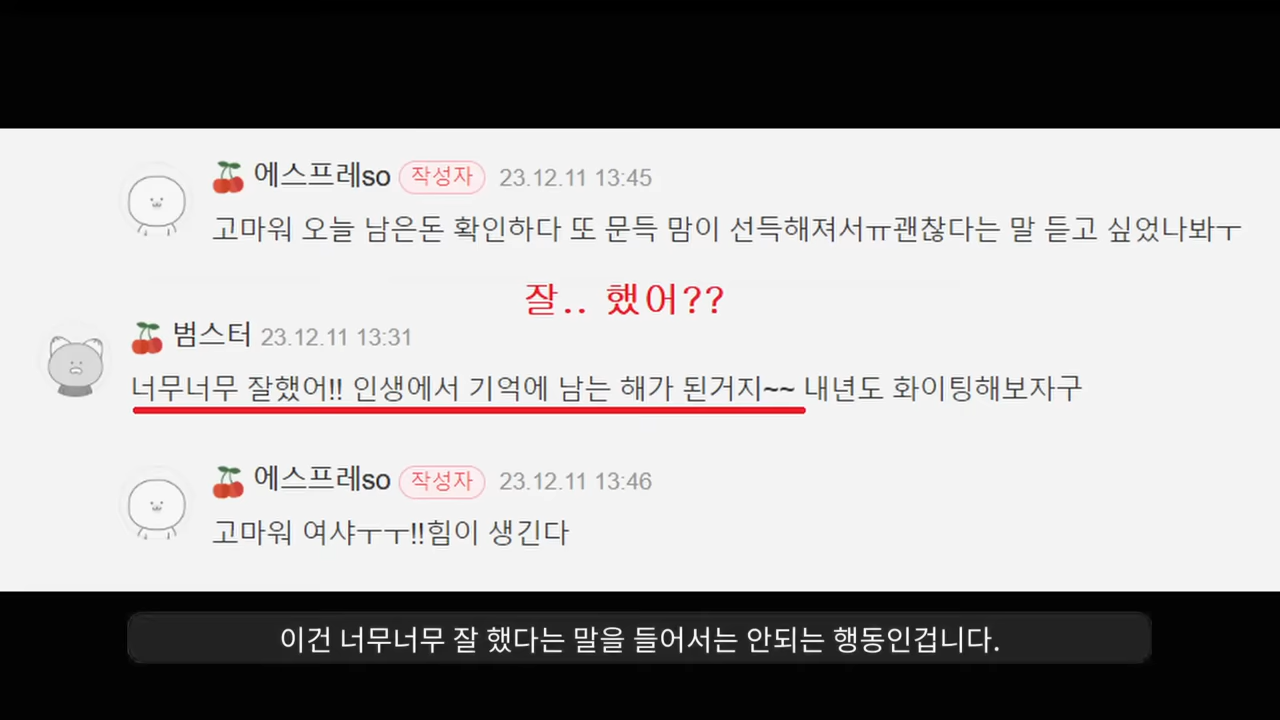 에스프레so 작성자 23.12.11 13:45
고마워 오늘 남은돈 확인하다 또 문득 맘이 선득해져서ㅠ괜찮다는 말 듣고 싶었나봐ㅜ
잘.. 했어??
범스터 23.12.11 13:31
너무너무 잘했어!! 인생에서 기억에 남는 해가 된거지~~ 내년도 화이팅해보자구
에스프레so 작성자 23.12.11 13:46
고마워 여샤ㅜㅜ!!힘이 생긴다
이건 너무너무 잘 했다는 말을 들어서는 안되는 행동인겁니다.